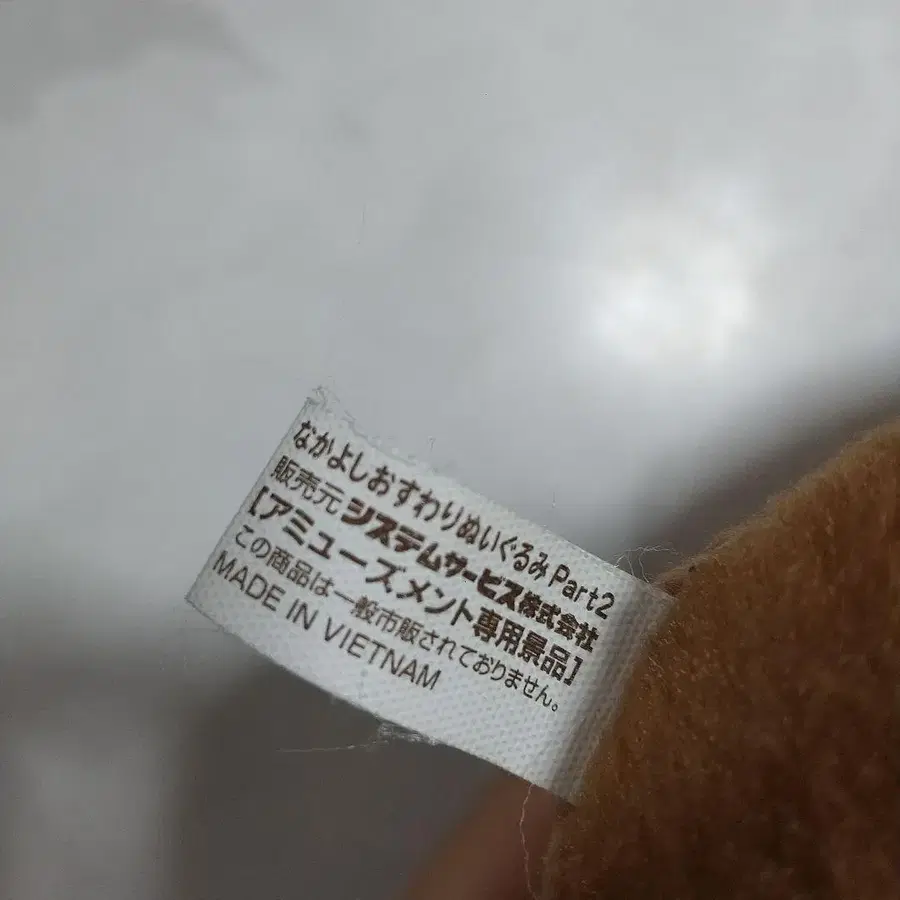 なかよしおすわりぬいぐるみ Part2
販売元 システムサービス株式会社
【アミューズメント専用景品】
この商品は一般市販されておりません。
MADE IN VIETNAM